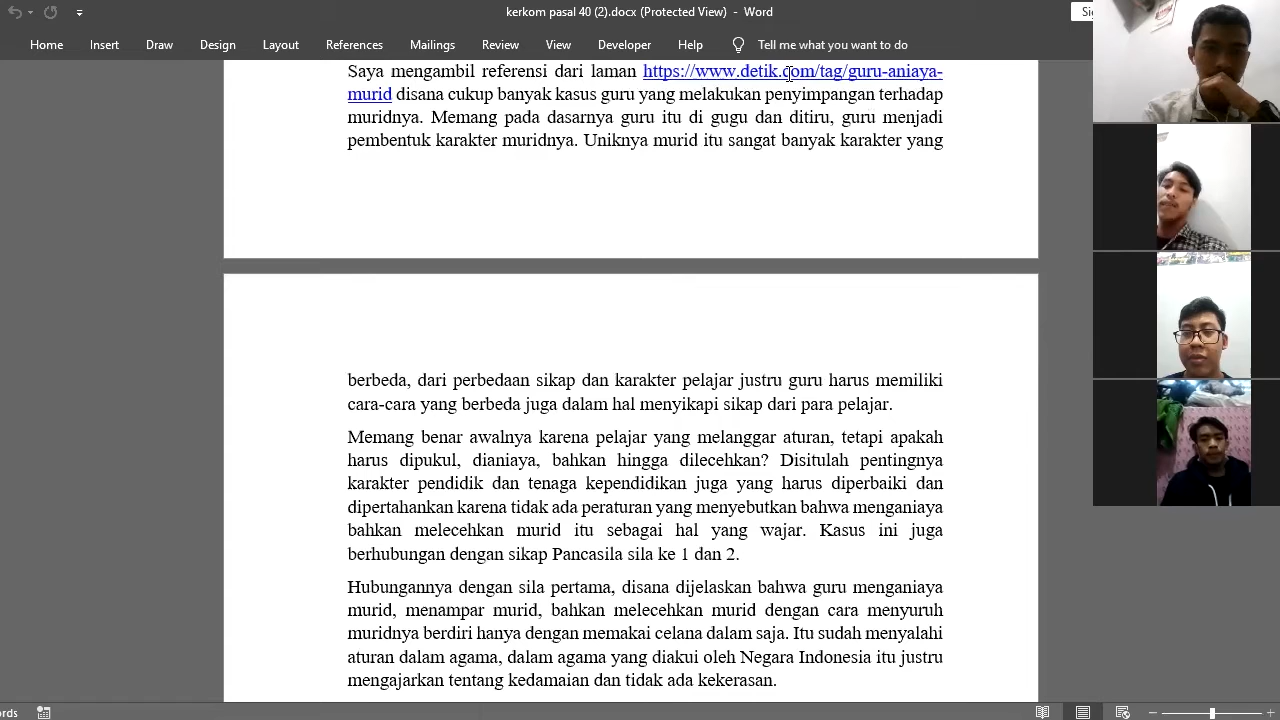 kerkom pasal 40 (2).docx (Protected View) - Word
Home Insert Draw Design Layout References Mailings Review View Developer Help Tell me what you want to do
Saya mengambil referensi dari laman https://www.detik.com/tag/guru-aniaya-
murid disana cukup banyak kasus guru yang melakukan penyimpangan terhadap
muridnya. Memang pada dasarnya guru itu di gugu dan ditiru, guru menjadi
pembentuk karakter muridnya. Uniknya murid itu sangat banyak karakter yang
berbeda, dari perbedaan sikap dan karakter pelajar justru guru harus memiliki
cara-cara yang berbeda juga dalam hal menyikapi sikap dari para pelajar.
Memang benar awalnya karena pelajar yang melanggar aturan, tetapi apakah
harus dipukul, dianiaya, bahkan hingga dilecehkan? Disitulah pentingnya
karakter pendidik dan tenaga kependidikan juga yang harus diperbaiki dan
dipertahankan karena tidak ada peraturan yang menyebutkan bahwa menganiaya
bahkan melecehkan murid itu sebagai hal yang wajar. Kasus ini juga
berhubungan dengan sikap Pancasila sila ke 1 dan 2.
Hubungannya dengan sila pertama, disana dijelaskan bahwa guru menganiaya
murid, menampar murid, bahkan melecehkan murid dengan cara menyuruh
muridnya berdiri hanya dengan memakai celana dalam saja. Itu sudah menyalahi
aturan dalam agama, dalam agama yang diakui oleh Negara Indonesia itu justru
mengajarkan tentang kedamaian dan tidak ada kekerasan.